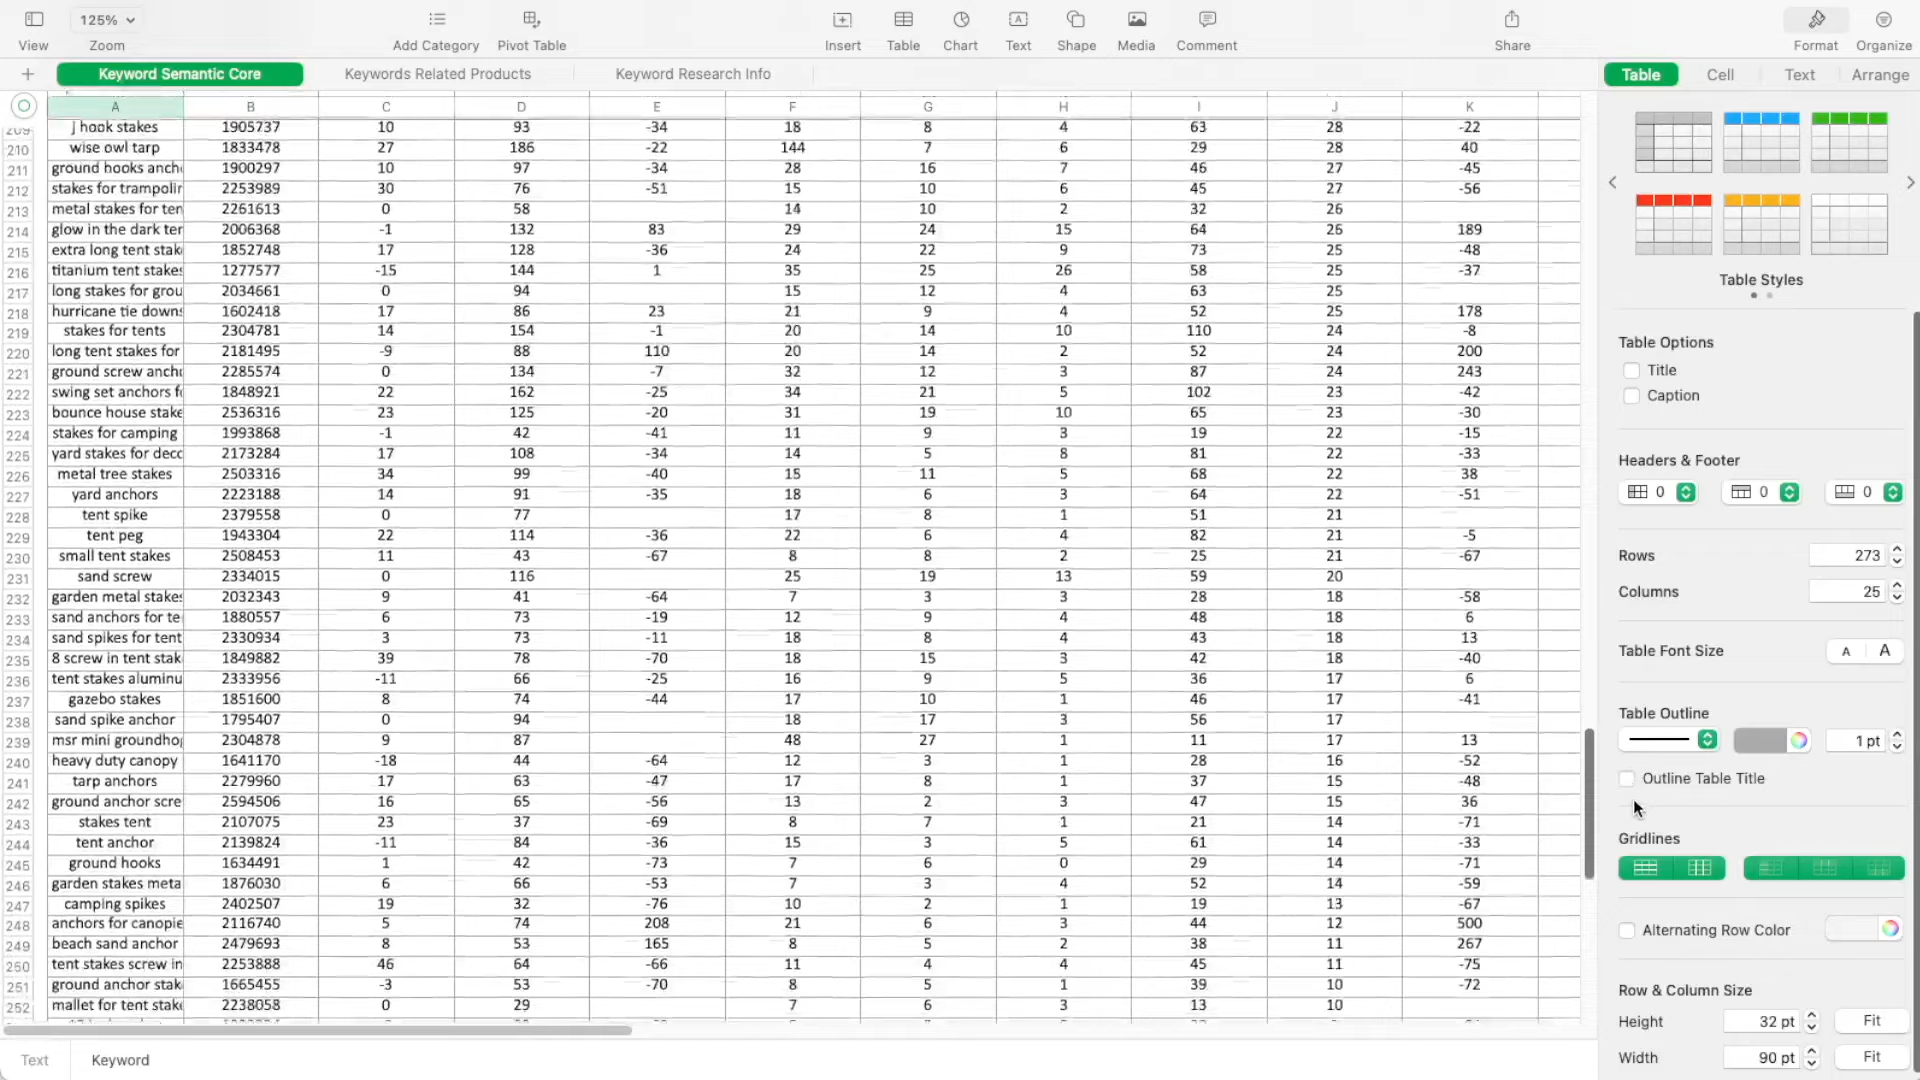 125%
View
Zoom
Add Category
Pivot Table
Insert
Table
Chart
Text
Shape
Media
Comment
Share
Format
Organize
Keyword Semantic Core
Keywords Related Products
Keyword Research Info
Table
Cell
Text
Arrange
A B C D E F G H I J K
209 j hook stakes 1905737 10 93 -34 18 8 4 63 28 -22
210 wise owl tarp 1833478 27 186 -22 144 7 6 29 28 40
211 ground hooks anch 1900297 10 97 -34 28 16 7 46 27 -45
212 stakes for trampolin 2253989 30 76 -51 15 10 6 45 27 -56
213 metal stakes for ten 2261613 0 58 14 10 2 32 26
214 glow in the dark ten 2006368 -1 132 83 29 24 15 64 26 189
215 extra long tent stak 1852748 17 128 -36 24 22 9 73 25 -48
216 titanium tent stakes 1277577 -15 144 1 35 25 26 58 25 -37
217 long stakes for grou 2034661 0 94 15 12 4 63 25
218 hurricane tie downs 1602418 17 86 23 21 9 4 52 25 178
219 stakes for tents 2304781 14 154 -1 20 14 10 110 24 -8
220 long tent stakes for 2181495 -9 88 110 20 14 2 52 24 200
221 ground screw ancho 2285574 0 134 -7 32 12 3 87 24 243
222 swing set anchors fo 1848921 22 162 -25 34 21 5 102 23 -42
223 bounce house stake 2536316 23 125 -20 31 19 10 65 23 -30
224 stakes for camping 1993868 -1 42 -41 11 9 3 19 22 -15
225 yard stakes for deco 2173284 17 108 -34 14 5 8 81 22 -33
226 metal tree stakes 2503316 34 99 -40 15 11 5 68 22 38
227 yard anchors 2223188 14 91 -35 18 6 3 64 22 -51
228 tent spike 2379558 0 77 17 8 1 51 21
229 tent peg 1943304 22 114 -36 22 6 4 82 21 -5
230 small tent stakes 2508453 11 43 -67 8 8 2 25 21 -67
231 sand screw 2334015 0 116 25 19 13 59 20
232 garden metal stakes 2032343 9 41 -64 7 3 3 28 18 -58
233 sand anchors for te 1880557 6 73 -19 12 9 4 48 18 6
234 sand spikes for tent 2330934 3 73 -11 18 8 4 43 18 13
235 8 screw in tent stak 1849882 39 78 -70 18 15 3 42 18 -40
236 tent stakes aluminu 2333956 -11 66 -25 16 9 5 36 17 6
237 gazebo stakes 1851600 8 74 -44 17 10 1 46 17 -41
238 sand spike anchor 1795407 0 94 18 17 3 56 17
239 msr mini groundhog 2304878 9 87 48 27 1 11 17 13
240 heavy duty canopy 1641170 -18 44 -64 12 3 1 28 16 -52
241 tarp anchors 2279960 17 63 -47 17 8 1 37 15 -48
242 ground anchor scre 2594506 16 65 -56 13 2 3 47 15 36
243 stakes tent 2107075 23 37 -69 8 7 1 21 14 -71
244 tent anchor 2139824 -11 84 -36 15 3 5 61 14 -33
245 ground hooks 1634491 1 42 -73 7 6 0 29 14 -71
246 garden stakes meta 1876030 6 66 -53 7 3 4 52 14 -59
247 camping spikes 2402507 19 32 -76 10 2 1 19 13 -67
248 anchors for canopie 2116740 5 74 208 21 6 3 44 12 500
249 beach sand anchor 2479693 8 53 165 8 5 2 38 11 267
250 tent stakes screw in 2253888 46 64 -66 11 4 4 45 11 -75
251 ground anchor stak 1665455 -3 53 -70 8 5 1 39 10 -72
252 mallet for tent stake 2238058 0 29 7 6 3 13 10
Table Styles
Table Options
Title
Caption
Headers & Footer
0 0 0
Rows 273
Columns 25
Table Font Size A A
Table Outline
1 pt
Outline Table Title
Gridlines
Alternating Row Color
Row & Column Size
Height 32 pt Fit
Width 90 pt Fit
Text Keyword